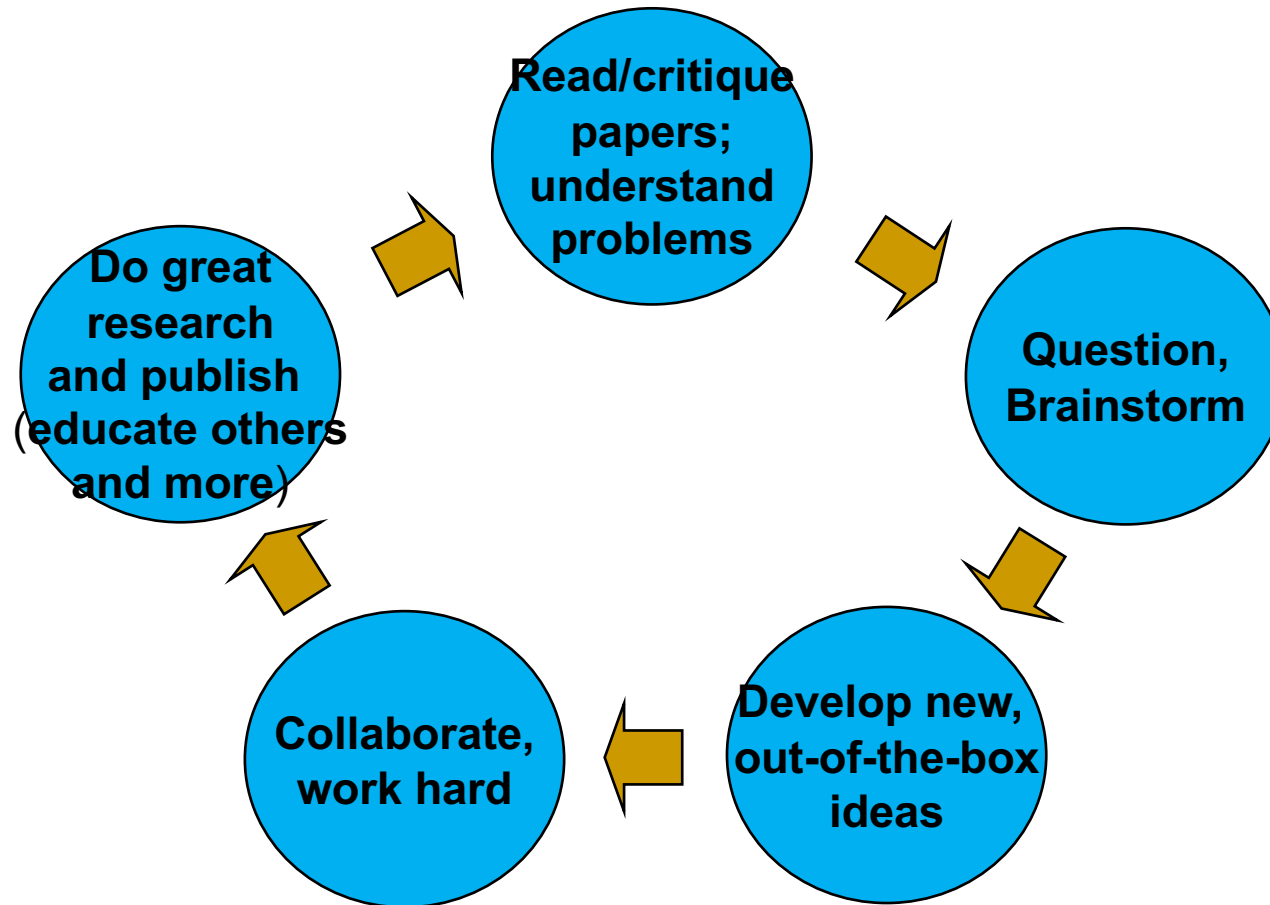 Read/critique
papers;
understand
problems
Question,
Brainstorm
Develop new,
out-of-the-box
ideas
Collaborate,
work hard
Do great
research
and publish
(educate others
and more)